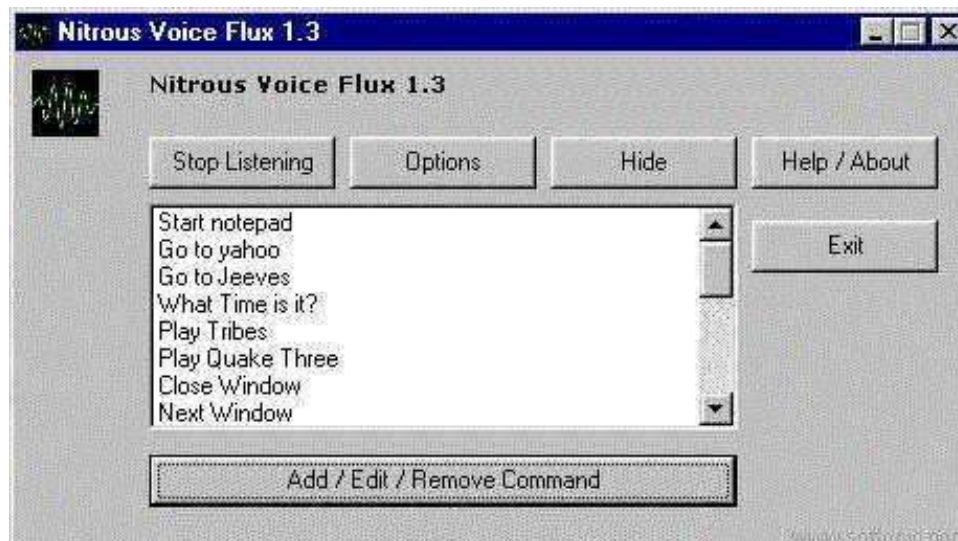 Nitrous Voice Flux 1.3
Nitrous Voice Flux 1.3
Stop Listening
Options
Hide
Help / About
Start notepad
Go to yahoo
Go to Jeeves
What Time is it?
Play Tribes
Play Quake Three
Close Window
Next Window
Exit
Add / Edit / Remove Command